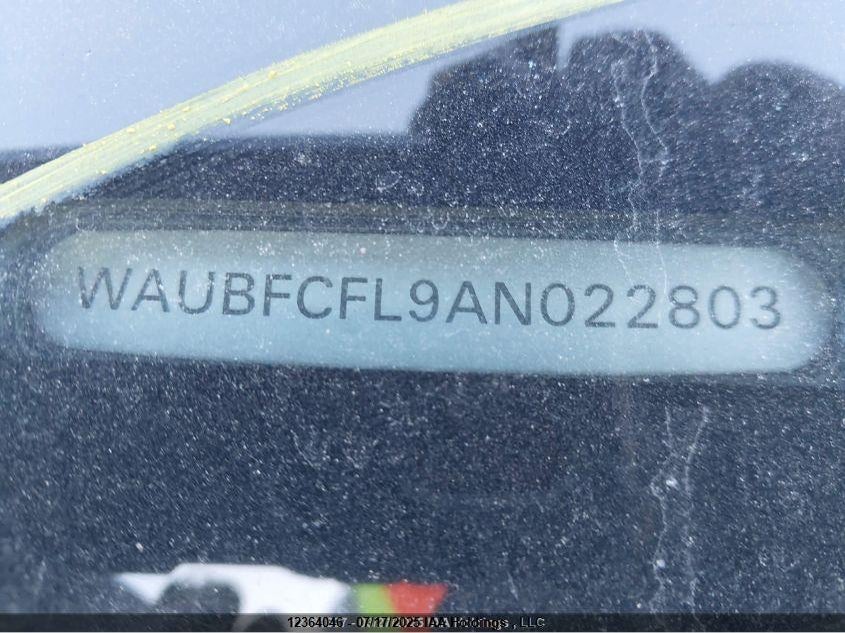 WAUBFCFL9AN022803
12364046 - 07/17/2025 IAA Holdings , LLC